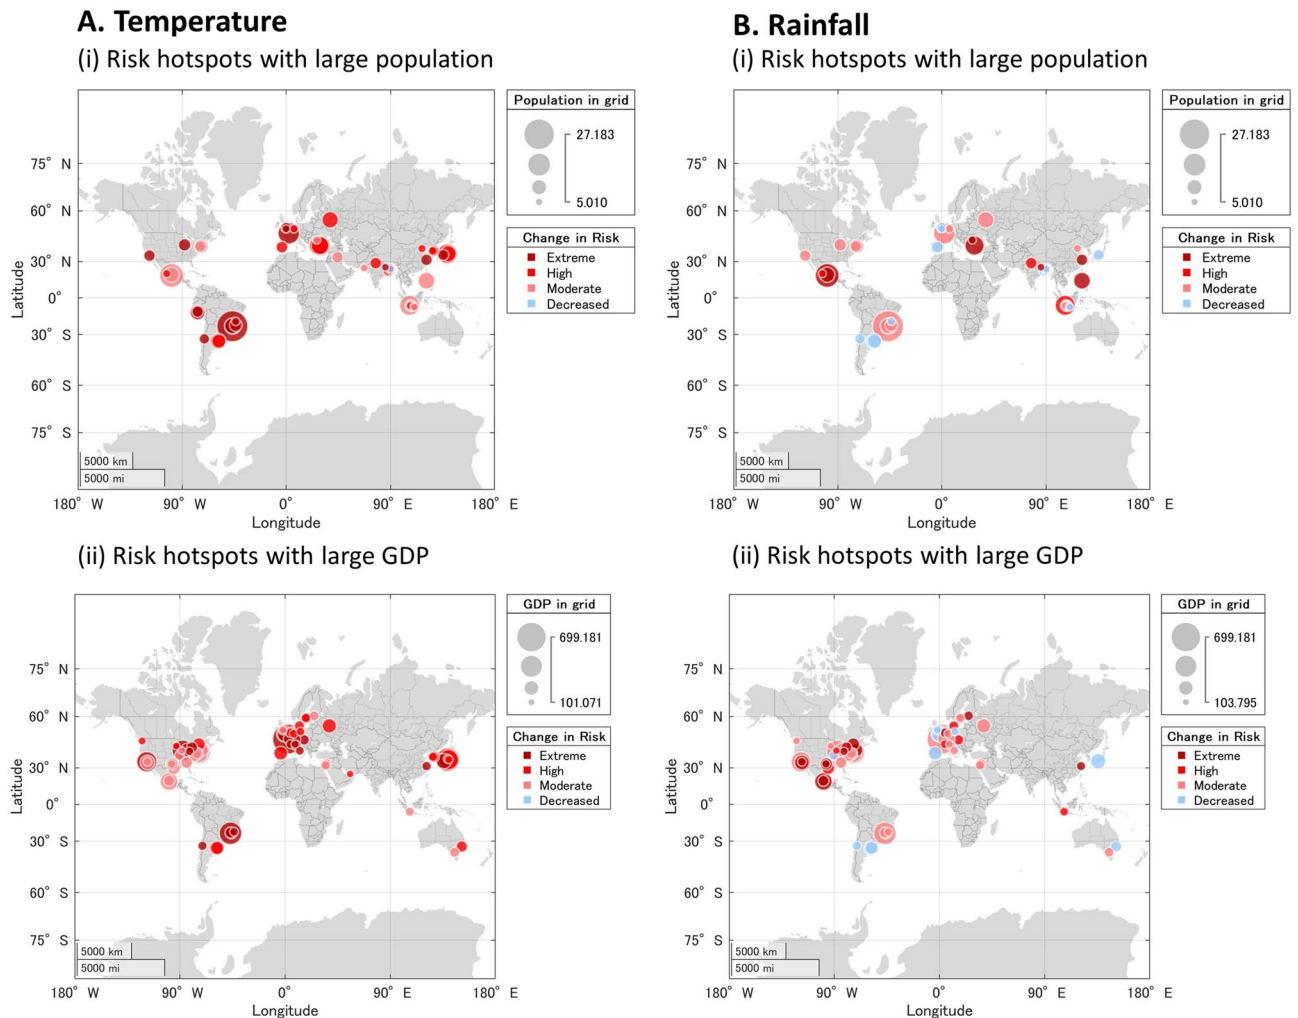 A. Temperature
(i) Risk hotspots with large population
75° N
60° N
30° N
0°
30° S
60° S
75° S
Latitude
5000 km
5000 mi
180° W
90° W
0°
90° E
180° E
Longitude
Population in grid
27.183
5.010
Change in Risk
Extreme
High
Moderate
Decreased
B. Rainfall
(i) Risk hotspots with large population
75° N
60° N
30° N
0°
30° S
60° S
75° S
Latitude
5000 km
5000 mi
180° W
90° W
0°
90° E
180° E
Longitude
Population in grid
27.183
5.010
Change in Risk
Extreme
High
Moderate
Decreased
(ii) Risk hotspots with large GDP
75° N
60° N
30° N
0°
30° S
60° S
75° S
Latitude
5000 km
5000 mi
180° W
90° W
0°
90° E
180° E
Longitude
GDP in grid
699.181
101.071
Change in Risk
Extreme
High
Moderate
Decreased
(ii) Risk hotspots with large GDP
75° N
60° N
30° N
0°
30° S
60° S
75° S
Latitude
5000 km
5000 mi
180° W
90° W
0°
90° E
180° E
Longitude
GDP in grid
699.181
103.795
Change in Risk
Extreme
High
Moderate
Decreased